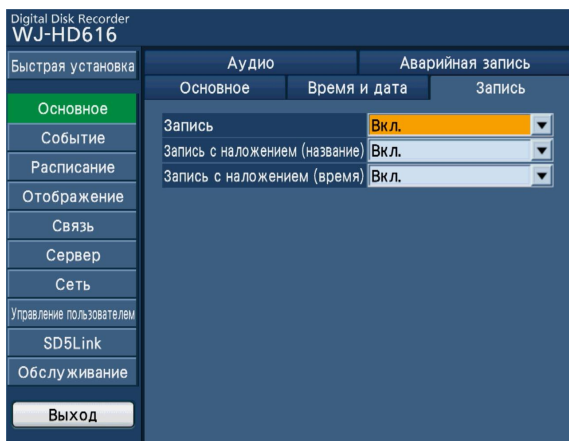 Digital Disk Recorder
WJ-HD616
Быстрая установка
Основное
Событие
Расписание
Отображение
Связь
Сервер
Сеть
Управление пользователем
SD5Link
Обслуживание
Выход
Аудио
Аварийная запись
Основное
Время и дата
Запись
Запись Вкл.
Запись с наложением (название) Вкл.
Запись с наложением (время) Вкл.